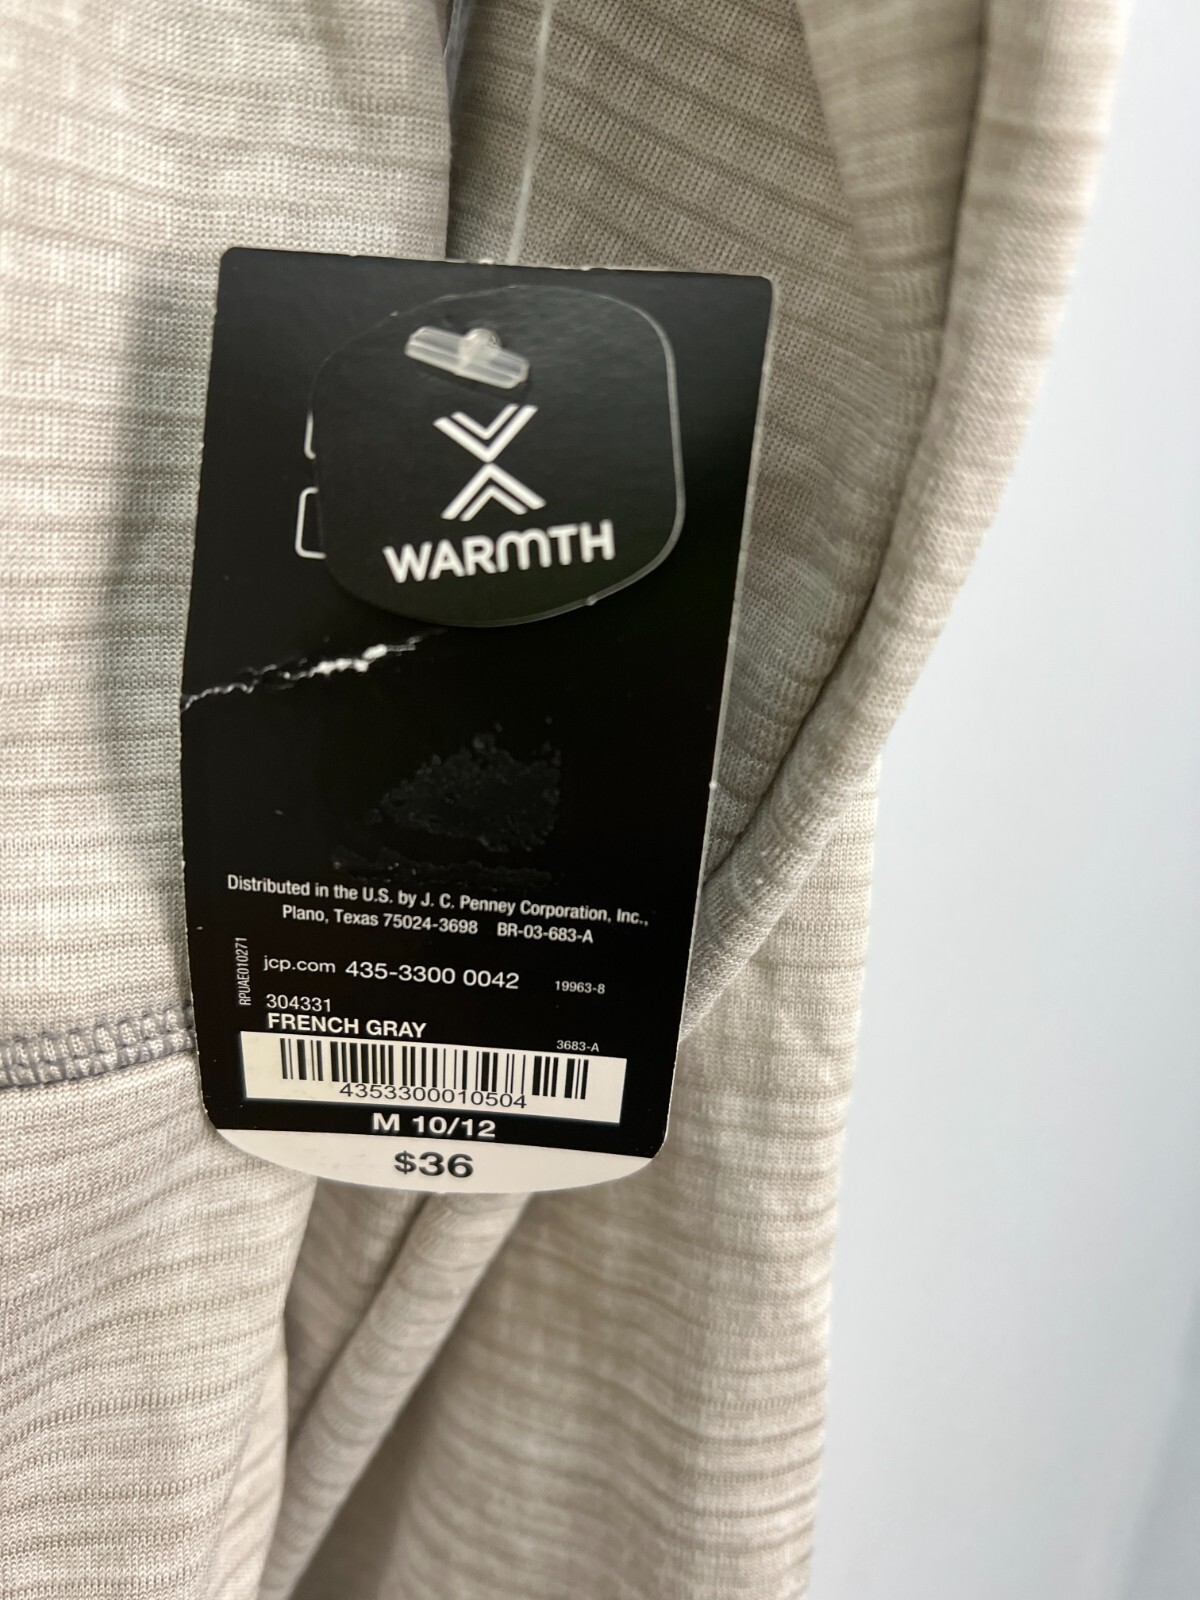 WARMTH
Distributed in the U.S. by J. C. Penney Corporation, Inc.,
Plano, Texas 75024-3698 BR-03-683-A
RPUAE010271
jcp.com 435-3300 0042 19963-8
304331
FRENCH GRAY
3683-A
4353300010504
M 10/12
$36